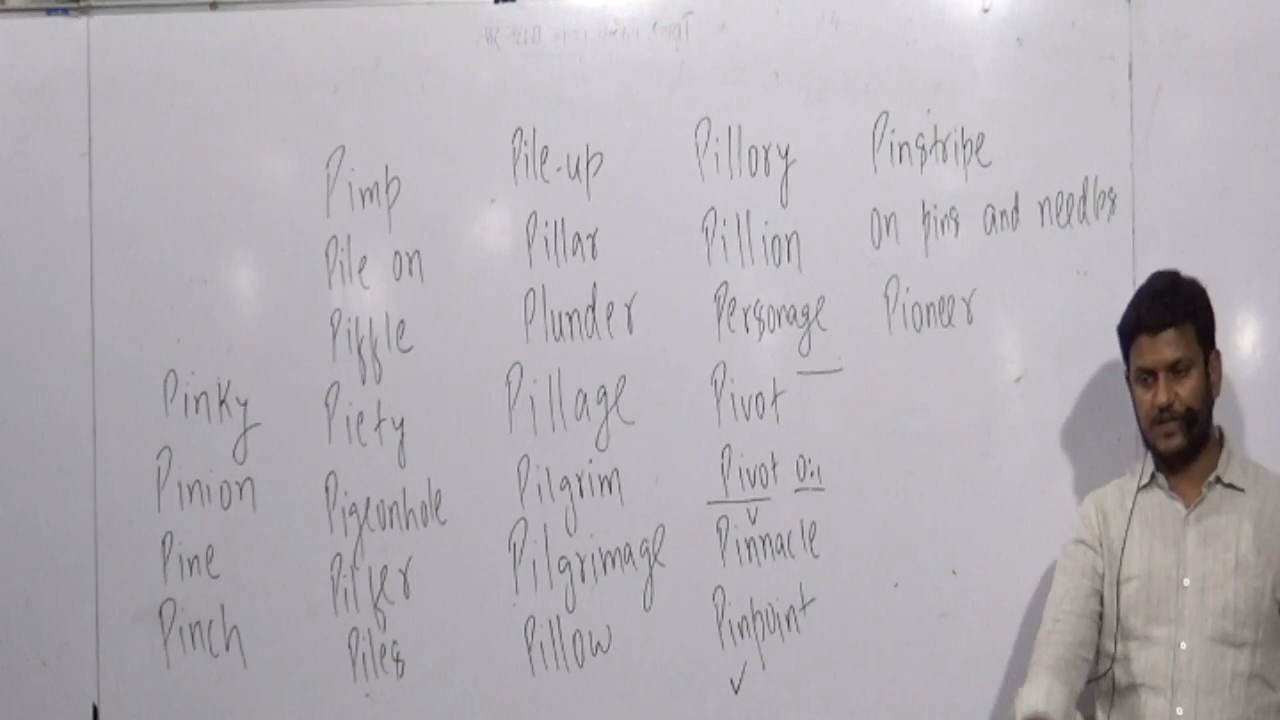 Pinky
Pinion
Pine
Pinch
Pimp
Pile on
Piffle
Piety
Pigeonhole
Pilfer
Piles
Pile-up
Pillar
Plunder
Pillage
Pilgrim
Pilgrimage
Pillow
Pillory
Pillion
Personage
Pivot
Pivot on
Pinnacle
Pinpoint
Pinstripe
on pins and needles
Pioneer